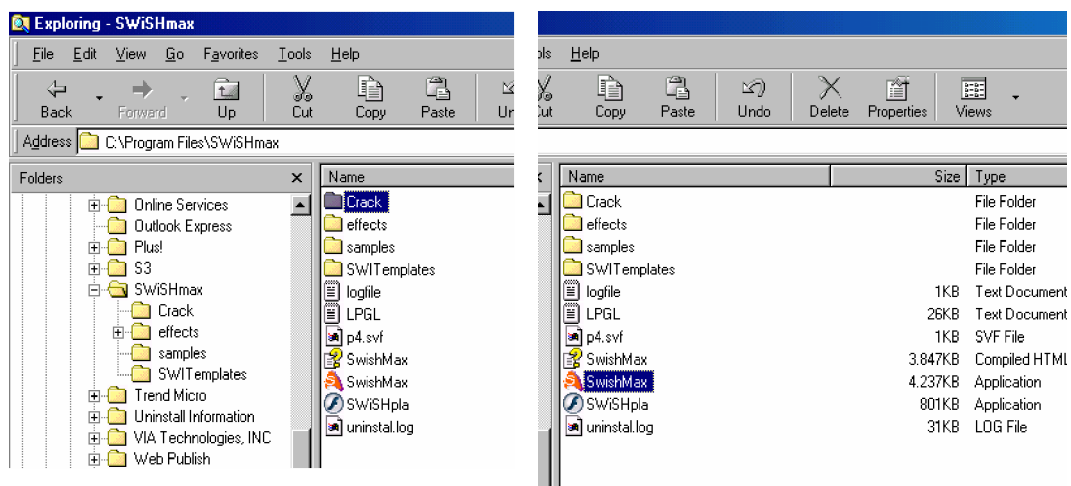 Exploring - SWiSHmax
File Edit View Go Favorites Tools Help
Back Forward Up Cut Copy Paste Ur
Address C:\Program Files\SWiSHmax
Folders
Online Services
Outlook Express
Plus!
S3
SWiSHmax
Crack
effects
samples
SWITemplates
Trend Micro
Uninstall Information
VIA Technologies, INC
Web Publish
Name
Crack
effects
samples
SWITemplates
logfile
LPGL
p4.svf
SwishMax
SwishMax
SWiSHpla
uninstal.log
ols Help
Cut Copy Paste Undo Delete Properties Views
Name Size Type
Crack File Folder
effects File Folder
samples File Folder
SWITemplates File Folder
logfile 1KB Text Document
LPGL 26KB Text Document
p4.svf 1KB SVF File
SwishMax 3.847KB Compiled HTML
SwishMax 4.237KB Application
SWiSHpla 801KB Application
uninstal.log 31KB LOG File